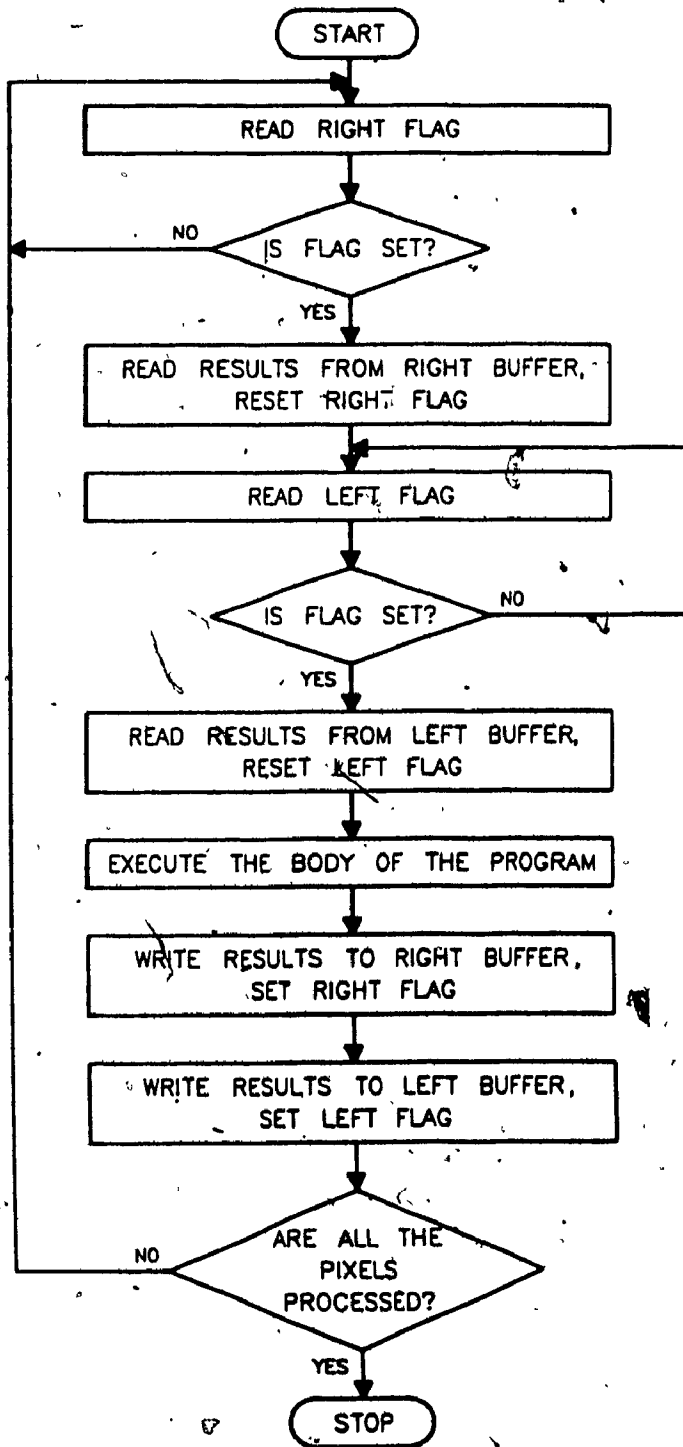 START
READ RIGHT FLAG
NO
IS FLAG SET?
YES
READ RESULTS FROM RIGHT BUFFER,
RESET RIGHT FLAG
READ LEFT FLAG
IS FLAG SET?
NO
YES
READ RESULTS FROM LEFT BUFFER,
RESET LEFT FLAG
EXECUTE THE BODY OF THE PROGRAM
WRITE RESULTS TO RIGHT BUFFER,
SET RIGHT FLAG
WRITE RESULTS TO LEFT BUFFER,
SET LEFT FLAG
NO
ARE ALL THE
PIXELS
PROCESSED?
YES
STOP